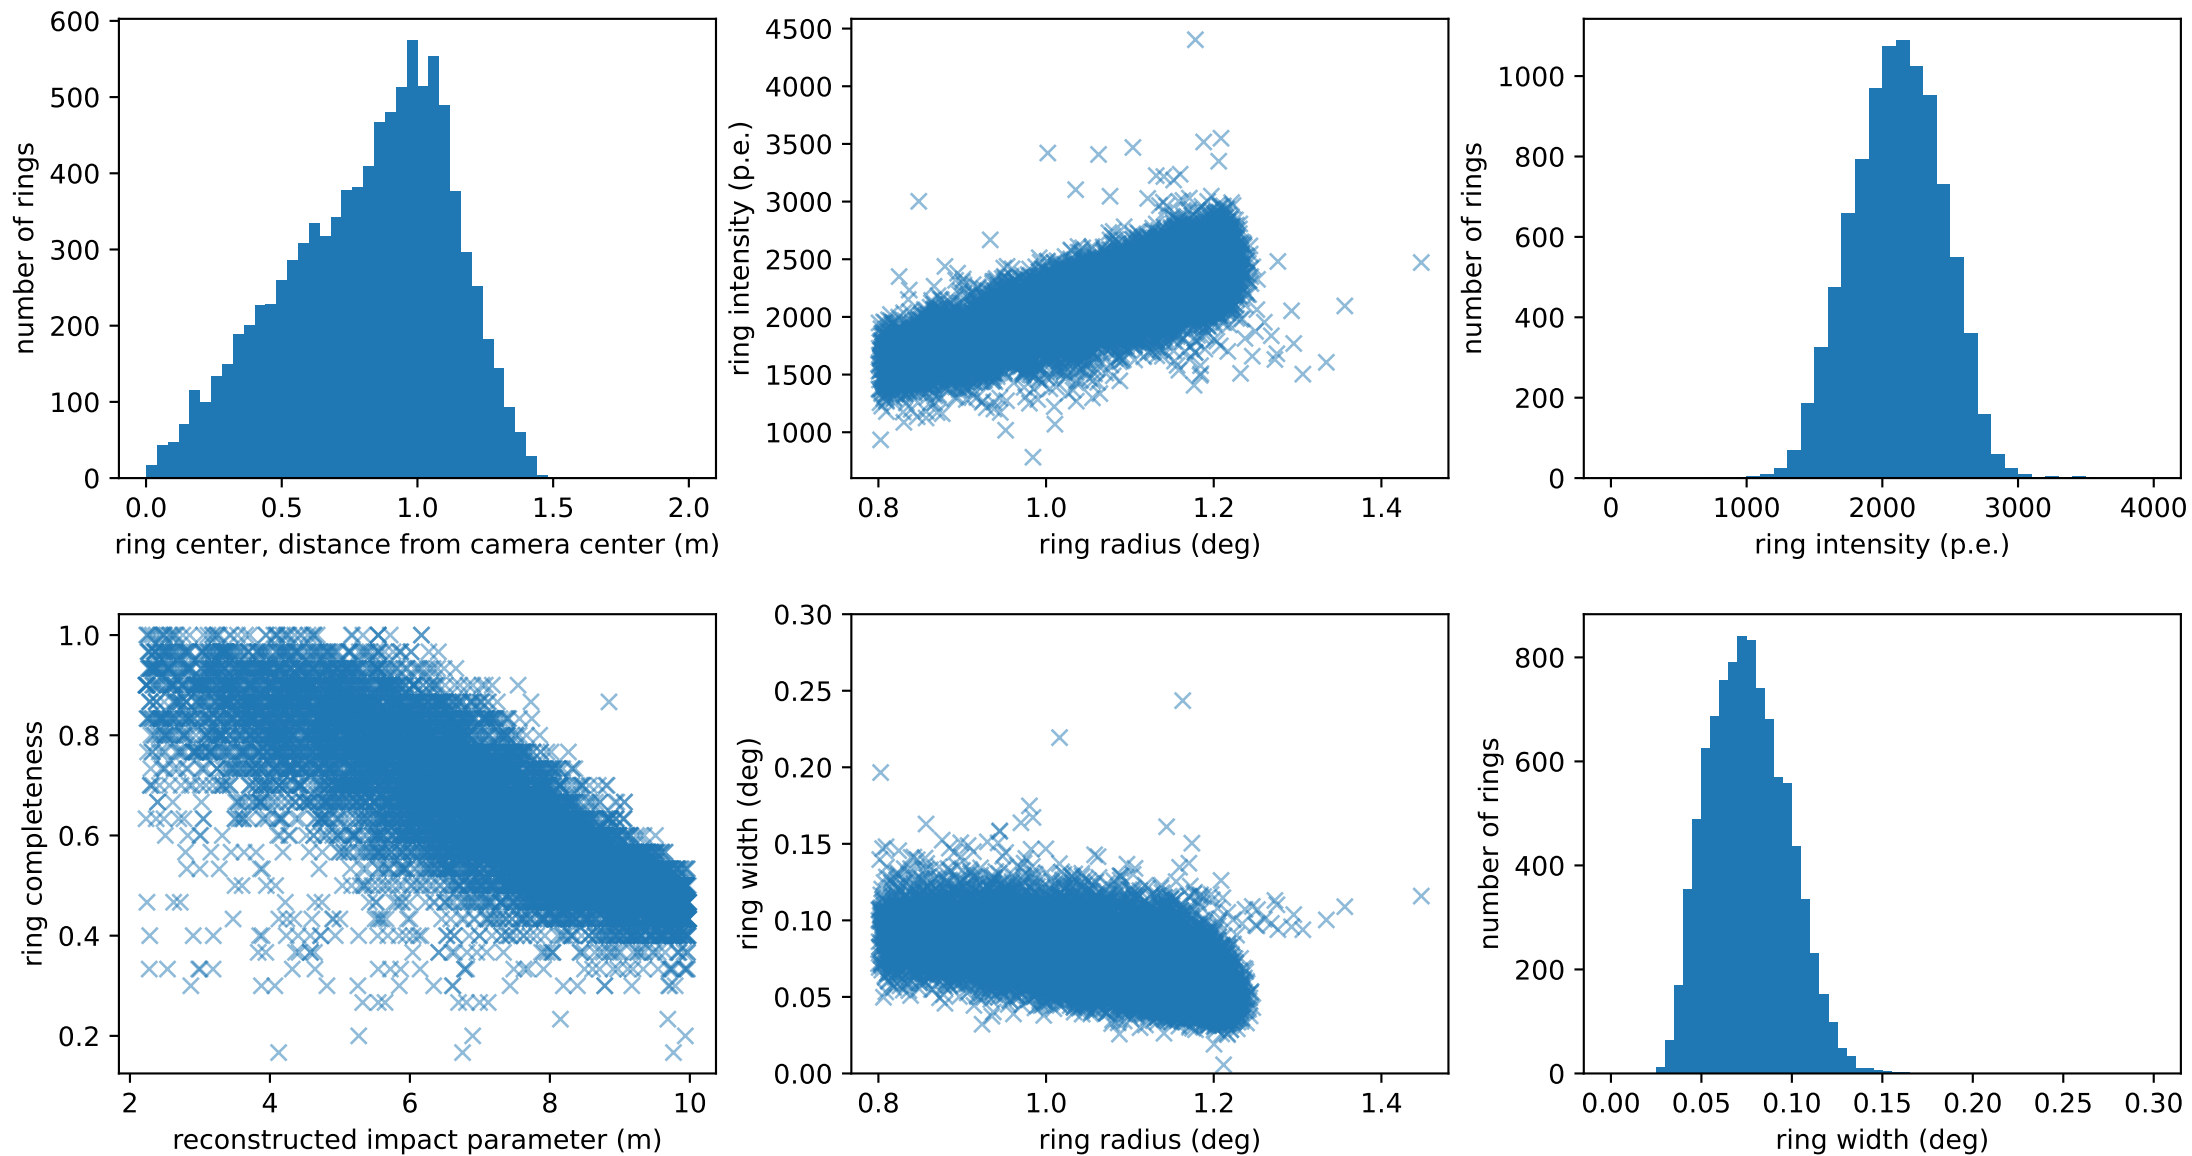 600
500
400
300
200
100
0
number of rings
0.0 0.5 1.0 1.5 2.0
ring center, distance from camera center (m)
4500
4000
3500
3000
2500
2000
1500
1000
ring intensity (p.e.)
0.8 1.0 1.2 1.4
ring radius (deg)
1000
800
600
400
200
0
number of rings
0 1000 2000 3000 4000
ring intensity (p.e.)
1.0
0.8
0.6
0.4
0.2
ring completeness
2 4 6 8 10
reconstructed impact parameter (m)
0.30
0.25
0.20
0.15
0.10
0.05
0.00
ring width (deg)
0.8 1.0 1.2 1.4
ring radius (deg)
800
600
400
200
0
number of rings
0.00 0.05 0.10 0.15 0.20 0.25 0.30
ring width (deg)